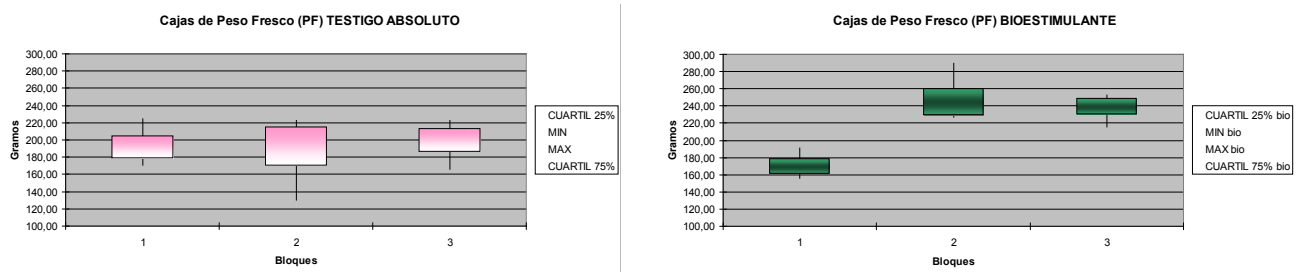 Cajas de Peso Fresco (PF) TESTIGO ABSOLUTO
300,00
280,00
260,00
240,00
220,00
200,00
180,00
160,00
140,00
120,00
100,00
Gramos
1 2 3
Bloques
CUARTIL 25%
MIN
MAX
CUARTIL 75%
Cajas de Peso Fresco (PF) BIOESTIMULANTE
300,00
280,00
260,00
240,00
220,00
200,00
180,00
160,00
140,00
120,00
100,00
Gramos
1 2 3
Bloques
CUARTIL 25% bio
MIN bio
MAX bio
CUARTIL 75% bio